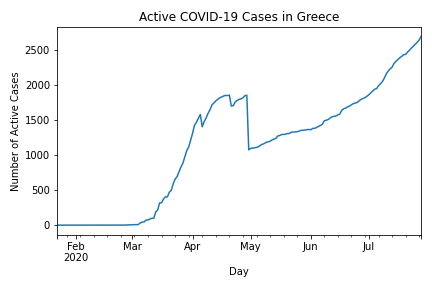 Active COVID-19 Cases in Greece
Number of Active Cases
2500
2000
1500
1000
500
0
Feb Mar Apr May Jun Jul
2020
Day